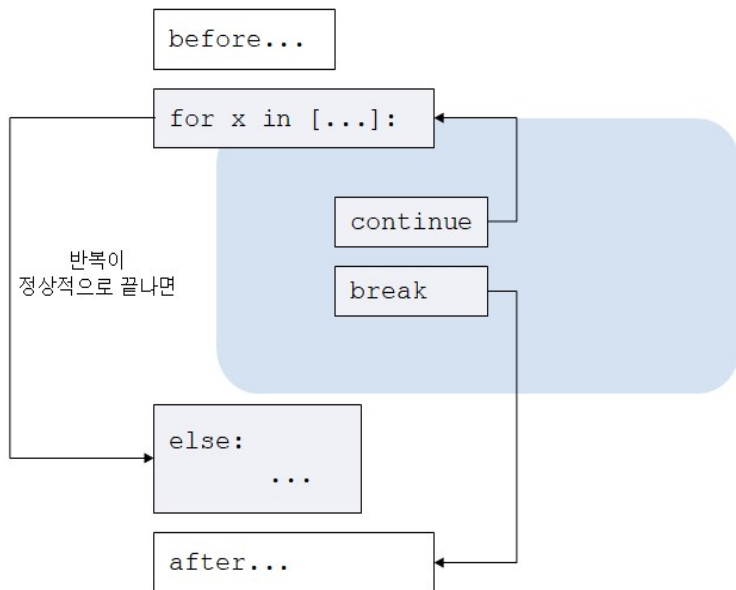 before...
for x in [...]:
continue
반복이
정상적으로 끝나면
break
else:
...
after...